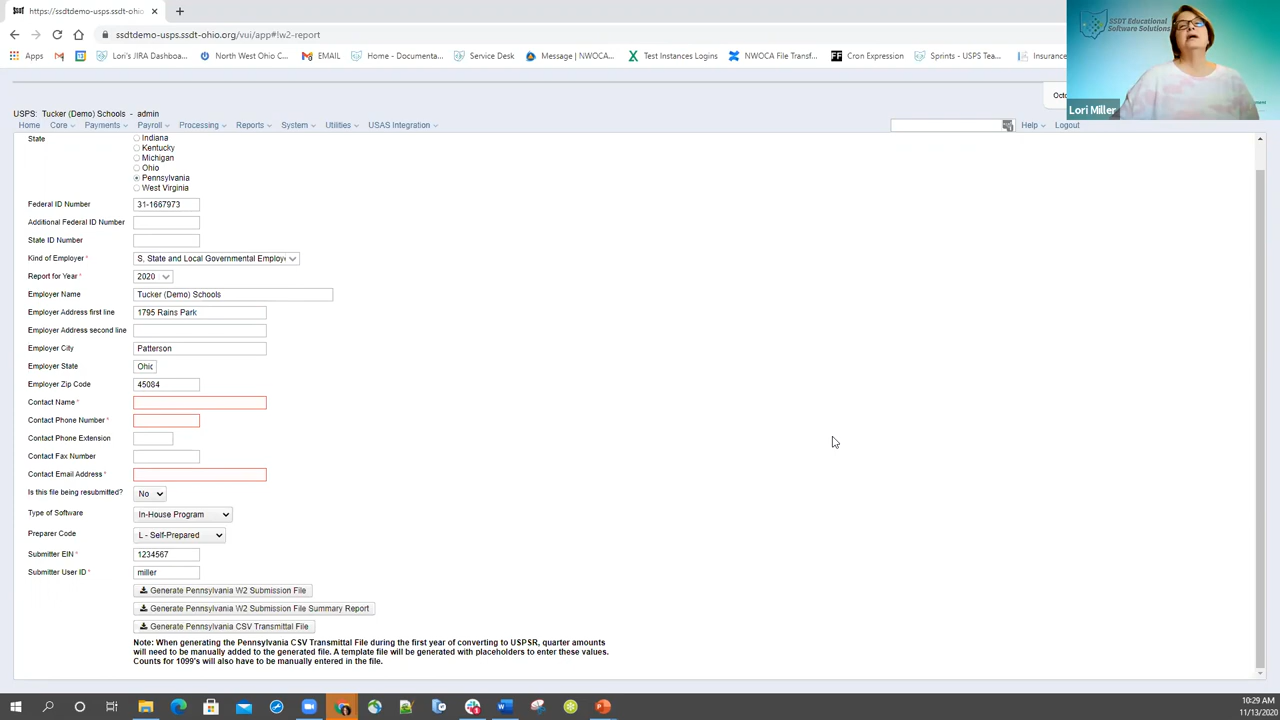 https://ssdtdemo-usps.ssdt-ohio
ssdtdemo-usps.ssdt-ohio.org/vui/app#!w2-report
Apps
Lori's JIRA Dashboa...
North West Ohio C...
EMAIL
Home - Documenta...
Service Desk
Message | NWOCA...
Test Instances Logins
NWOCA File Transf...
Cron Expression
Sprints - USPS Tea...
Insurance
SSDT Educational
Software Solutions
Lori Miller
Octo
USPS: Tucker (Demo) Schools - admin
Home Core Payments Payroll Processing Reports System Utilities USAS Integration Help Logout
State
Indiana
Kentucky
Michigan
Ohio
Pennsylvania
West Virginia
Federal ID Number 31-1667973
Additional Federal ID Number
State ID Number
Kind of Employer * S, State and Local Governmental Employ
Report for Year * 2020
Employer Name Tucker (Demo) Schools
Employer Address first line 1795 Rains Park
Employer Address second line
Employer City Patterson
Employer State Ohio
Employer Zip Code 45084
Contact Name *
Contact Phone Number *
Contact Phone Extension
Contact Fax Number
Contact Email Address *
Is this file being resubmitted? No
Type of Software In-House Program
Preparer Code L - Self-Prepared
Submitter EIN * 1234567
Submitter User ID * miller
Generate Pennsylvania W2 Submission File
Generate Pennsylvania W2 Submission File Summary Report
Generate Pennsylvania CSV Transmittal File
Note: When generating the Pennsylvania CSV Transmittal File during the first year of converting to USPSR, quarter amounts
will need to be manually added to the generated file. A template file will be generated with placeholders to enter these values.
Counts for 1099's will also have to be manually entered in the file.
10:29 AM
11/13/2020